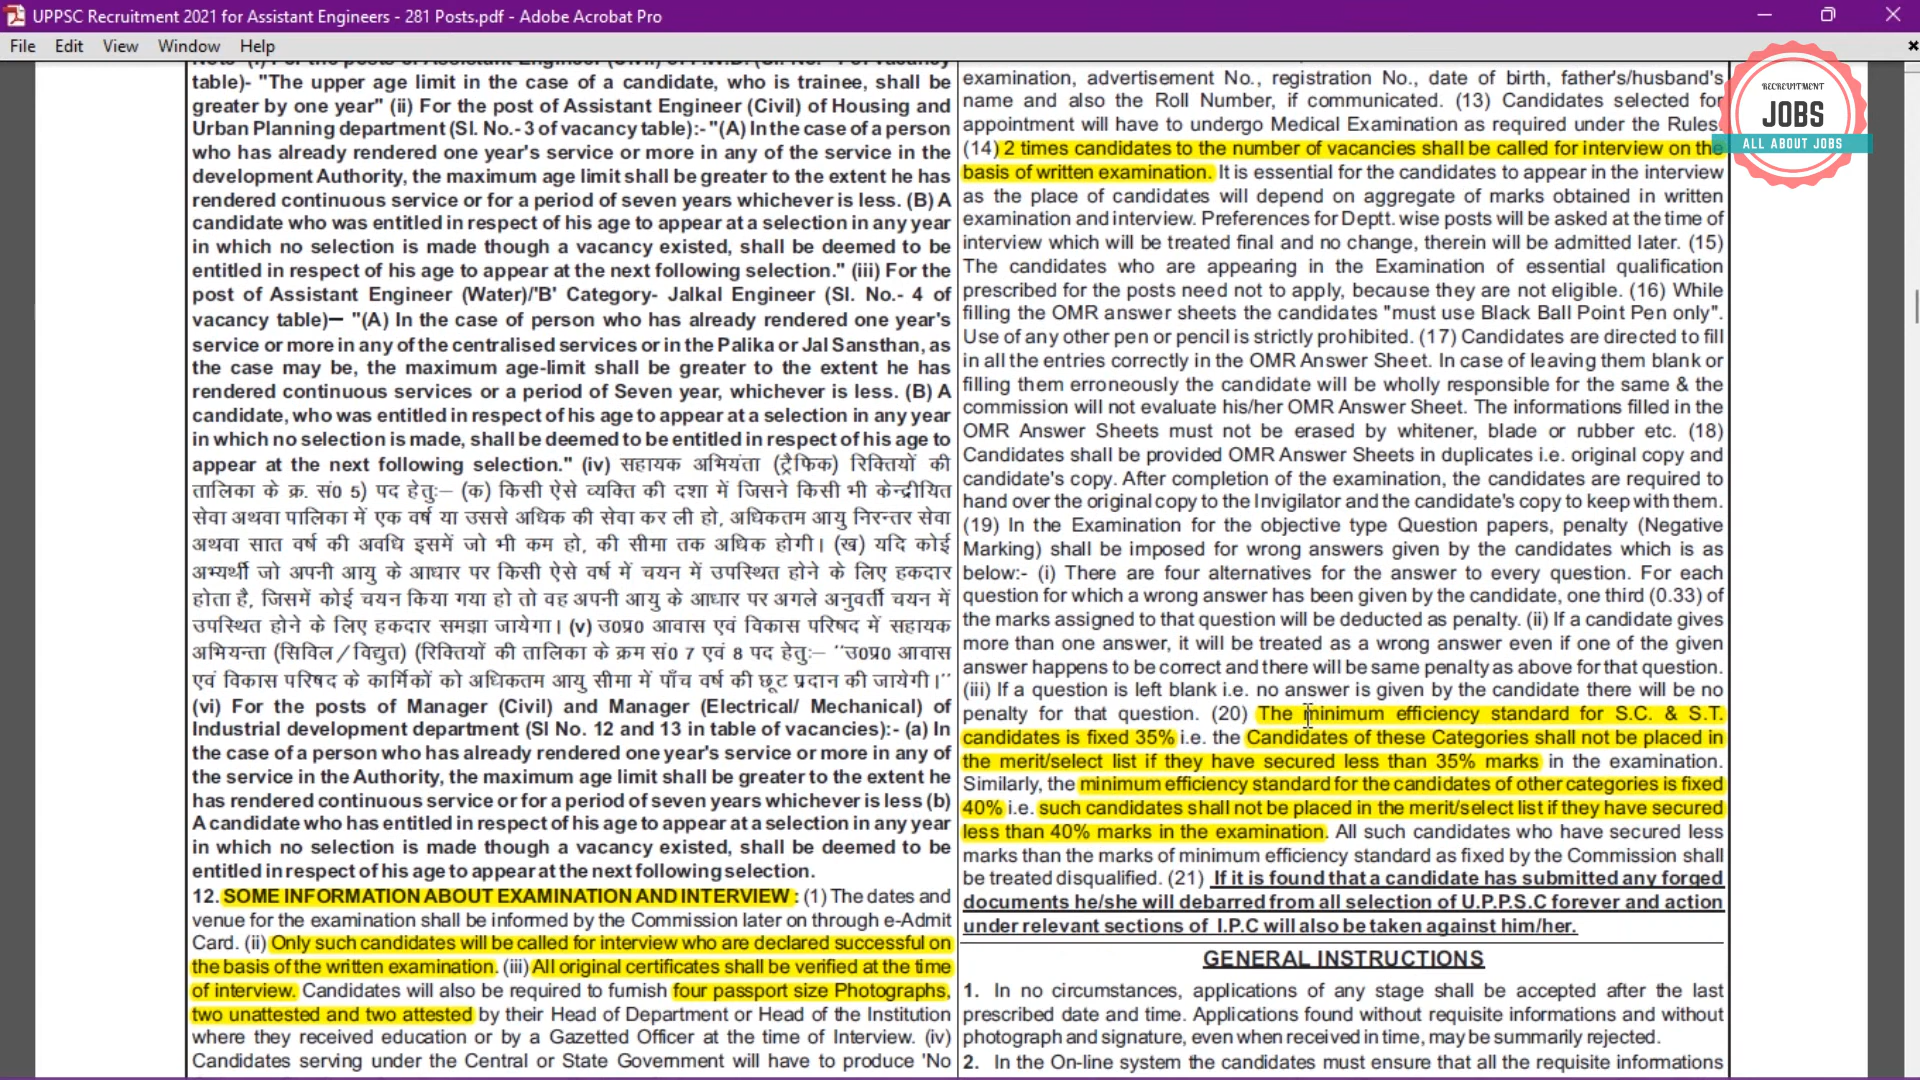 UPPSC Recruitment 2021 for Assistant Engineers - 281 Posts.pdf - Adobe Acrobat Pro
File Edit View Window Help
RECRCUITMENT
JOBS
ALL ABOUT JOBS
table)- "The upper age limit in the case of a candidate, who is trainee, shall be
greater by one year" (ii) For the post of Assistant Engineer (Civil) of Housing and
Urban Planning department (Sl. No.- 3 of vacancy table):- "(A) In the case of a person
who has already rendered one year's service or more in any of the service in the
development Authority, the maximum age limit shall be greater to the extent he has
rendered continuous service or for a period of seven years whichever is less. (B) A
candidate who was entitled in respect of his age to appear at a selection in any year
in which no selection is made though a vacancy existed, shall be deemed to be
entitled in respect of his age to appear at the next following selection." (iii) For the
post of Assistant Engineer (Water)/'B' Category- Jalkal Engineer (Sl. No.- 4 of
vacancy table)– "(A) In the case of person who has already rendered one year's
service or more in any of the centralised services or in the Palika or Jal Sansthan, as
the case may be, the maximum age-limit shall be greater to the extent he has
rendered continuous services or a period of Seven year, whichever is less. (B) A
candidate, who was entitled in respect of his age to appear at a selection in any year
in which no selection is made, shall be deemed to be entitled in respect of his age to
appear at the next following selection." (iv) सहायक अभियंता (ट्रैफिक) रिक्तियों की
तालिका के क्र. सं0 5) पद हेतुः– (क) किसी ऐसे व्यक्ति की दशा में जिसने किसी भी केन्द्रीयित
सेवा अथवा पालिका में एक वर्ष या उससे अधिक की सेवा कर ली हो, अधिकतम आयु निरन्तर सेवा
अथवा सात वर्ष की अवधि इसमें जो भी कम हो, की सीमा तक अधिक होगी। (ख) यदि कोई
अभ्यर्थी जो अपनी आयु के आधार पर किसी ऐसे वर्ष में चयन में उपस्थित होने के लिए हकदार
होता है, जिसमें कोई चयन किया गया हो तो वह अपनी आयु के आधार पर अगले अनुवर्ती चयन में
उपस्थित होने के लिए हकदार समझा जायेगा। (v) उ0प्र0 आवास एवं विकास परिषद में सहायक
अभियन्ता (सिविल/विद्युत) (रिक्तियों की तालिका के क्रम सं0 7 एवं 8 पद हेतुः– ''उ0प्र0 आवास
एवं विकास परिषद के कार्मिकों को अधिकतम आयु सीमा में पाँच वर्ष की छूट प्रदान की जायेगी।''
(vi) For the posts of Manager (Civil) and Manager (Electrical/ Mechanical) of
Industrial development department (Sl No. 12 and 13 in table of vacancies):- (a) In
the case of a person who has already rendered one year's service or more in any of
the service in the Authority, the maximum age limit shall be greater to the extent he
has rendered continuous service or for a period of seven years whichever is less (b)
A candidate who has entitled in respect of his age to appear at a selection in any year
in which no selection is made though a vacancy existed, shall be deemed to be
entitled in respect of his age to appear at the next following selection.
12. SOME INFORMATION ABOUT EXAMINATION AND INTERVIEW : (1) The dates and
venue for the examination shall be informed by the Commission later on through e-Admit
Card. (ii) Only such candidates will be called for interview who are declared successful on
the basis of the written examination. (iii) All original certificates shall be verified at the time
of interview. Candidates will also be required to furnish four passport size Photographs,
two unattested and two attested by their Head of Department or Head of the Institution
where they received education or by a Gazetted Officer at the time of Interview. (iv)
Candidates serving under the Central or State Government will have to produce 'No
examination, advertisement No., registration No., date of birth, father's/husband's
name and also the Roll Number, if communicated. (13) Candidates selected for
appointment will have to undergo Medical Examination as required under the Rules.
(14) 2 times candidates to the number of vacancies shall be called for interview on the
basis of written examination. It is essential for the candidates to appear in the interview
as the place of candidates will depend on aggregate of marks obtained in written
examination and interview. Preferences for Deptt. wise posts will be asked at the time of
interview which will be treated final and no change, therein will be admitted later. (15)
The candidates who are appearing in the Examination of essential qualification
prescribed for the posts need not to apply, because they are not eligible. (16) While
filling the OMR answer sheets the candidates "must use Black Ball Point Pen only".
Use of any other pen or pencil is strictly prohibited. (17) Candidates are directed to fill
in all the entries correctly in the OMR Answer Sheet. In case of leaving them blank or
filling them erroneously the candidate will be wholly responsible for the same & the
commission will not evaluate his/her OMR Answer Sheet. The informations filled in the
OMR Answer Sheets must not be erased by whitener, blade or rubber etc. (18)
Candidates shall be provided OMR Answer Sheets in duplicates i.e. original copy and
candidate's copy. After completion of the examination, the candidates are required to
hand over the original copy to the Invigilator and the candidate's copy to keep with them.
(19) In the Examination for the objective type Question papers, penalty (Negative
Marking) shall be imposed for wrong answers given by the candidates which is as
below:- (i) There are four alternatives for the answer to every question. For each
question for which a wrong answer has been given by the candidate, one third (0.33) of
the marks assigned to that question will be deducted as penalty. (ii) If a candidate gives
more than one answer, it will be treated as a wrong answer even if one of the given
answer happens to be correct and there will be same penalty as above for that question.
(iii) If a question is left blank i.e. no answer is given by the candidate there will be no
penalty for that question. (20) The minimum efficiency standard for S.C. & S.T.
candidates is fixed 35% i.e. the Candidates of these Categories shall not be placed in
the merit/select list if they have secured less than 35% marks in the examination.
Similarly, the minimum efficiency standard for the candidates of other categories is fixed
40% i.e. such candidates shall not be placed in the merit/select list if they have secured
less than 40% marks in the examination. All such candidates who have secured less
marks than the marks of minimum efficiency standard as fixed by the Commission shall
be treated disqualified. (21) If it is found that a candidate has submitted any forged
documents he/she will debarred from all selection of U.P.P.S.C forever and action
under relevant sections of I.P.C will also be taken against him/her.
GENERAL INSTRUCTIONS
1. In no circumstances, applications of any stage shall be accepted after the last
prescribed date and time. Applications found without requisite informations and without
photograph and signature, even when received in time, may be summarily rejected.
2. In the On-line system the candidates must ensure that all the requisite informations